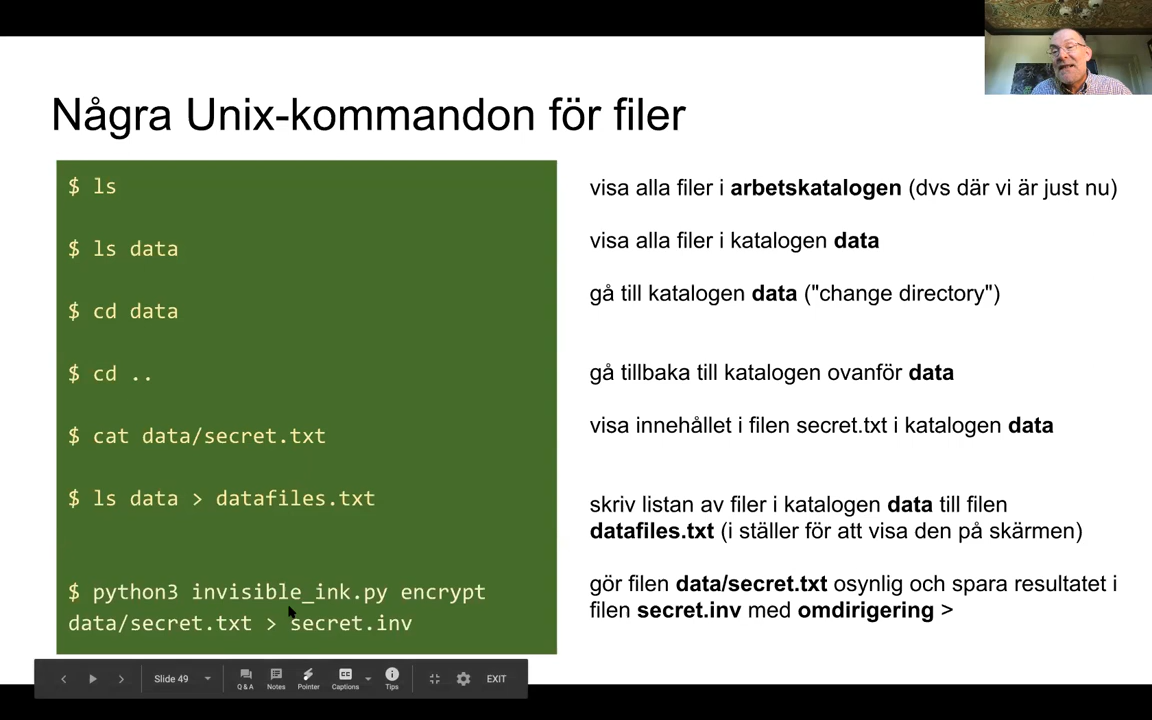 Några Unix-kommandon för filer
$ ls
visa alla filer i arbetskatalogen (dvs där vi är just nu)
$ ls data
visa alla filer i katalogen data
$ cd data
gå till katalogen data ("change directory")
$ cd ..
gå tillbaka till katalogen ovanför data
$ cat data/secret.txt
visa innehållet i filen secret.txt i katalogen data
$ ls data > datafiles.txt
skriv listan av filer i katalogen data till filen
datafiles.txt (i ställer för att visa den på skärmen)
$ python3 invisible_ink.py encrypt
data/secret.txt > secret.inv
gör filen data/secret.txt osynlig och spara resultatet i
filen secret.inv med omdirigering >
Slide 49
Q & A
Notes
Pointer
Captions
Tips
EXIT